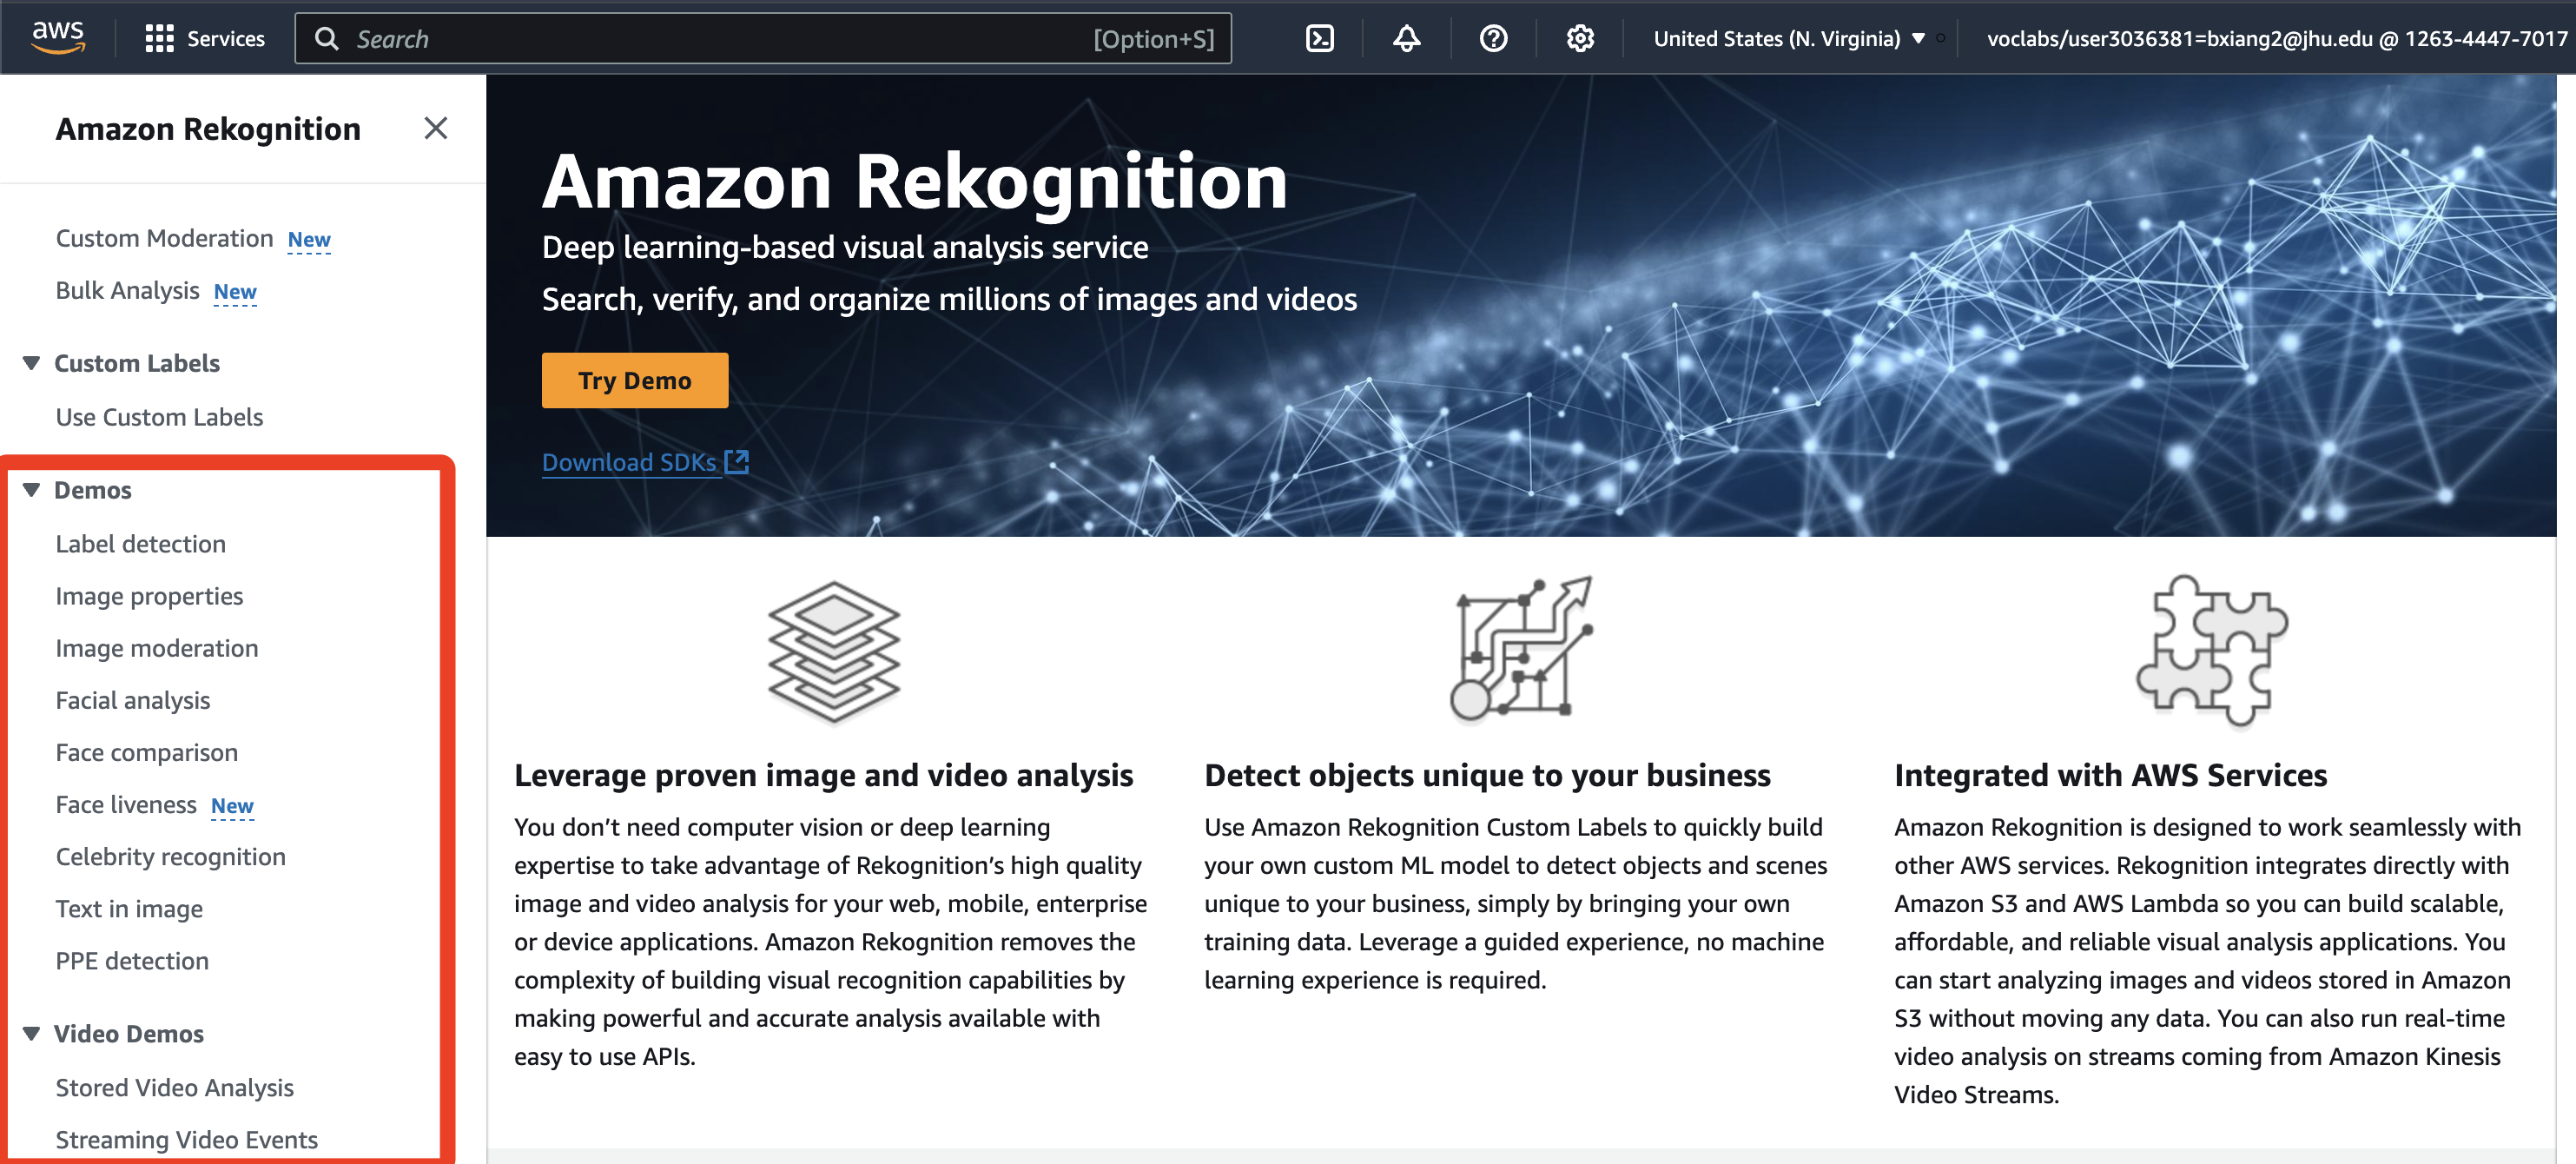 aws
Services
Search
[Option+S]
United States (N. Virginia)
voclabs/user3036381=bxiang2@jhu.edu @ 1263-4447-7017
Amazon Rekognition
Custom Moderation New
Bulk Analysis New
Custom Labels
Use Custom Labels
Demos
Label detection
Image properties
Image moderation
Facial analysis
Face comparison
Face liveness New
Celebrity recognition
Text in image
PPE detection
Video Demos
Stored Video Analysis
Streaming Video Events
Amazon Rekognition
Deep learning-based visual analysis service
Search, verify, and organize millions of images and videos
Try Demo
Download SDKs
Leverage proven image and video analysis
You don’t need computer vision or deep learning
expertise to take advantage of Rekognition’s high quality
image and video analysis for your web, mobile, enterprise
or device applications. Amazon Rekognition removes the
complexity of building visual recognition capabilities by
making powerful and accurate analysis available with
easy to use APIs.
Detect objects unique to your business
Use Amazon Rekognition Custom Labels to quickly build
your own custom ML model to detect objects and scenes
unique to your business, simply by bringing your own
training data. Leverage a guided experience, no machine
learning experience is required.
Integrated with AWS Services
Amazon Rekognition is designed to work seamlessly with
other AWS services. Rekognition integrates directly with
Amazon S3 and AWS Lambda so you can build scalable,
affordable, and reliable visual analysis applications. You
can start analyzing images and videos stored in Amazon
S3 without moving any data. You can also run real-time
video analysis on streams coming from Amazon Kinesis
Video Streams.